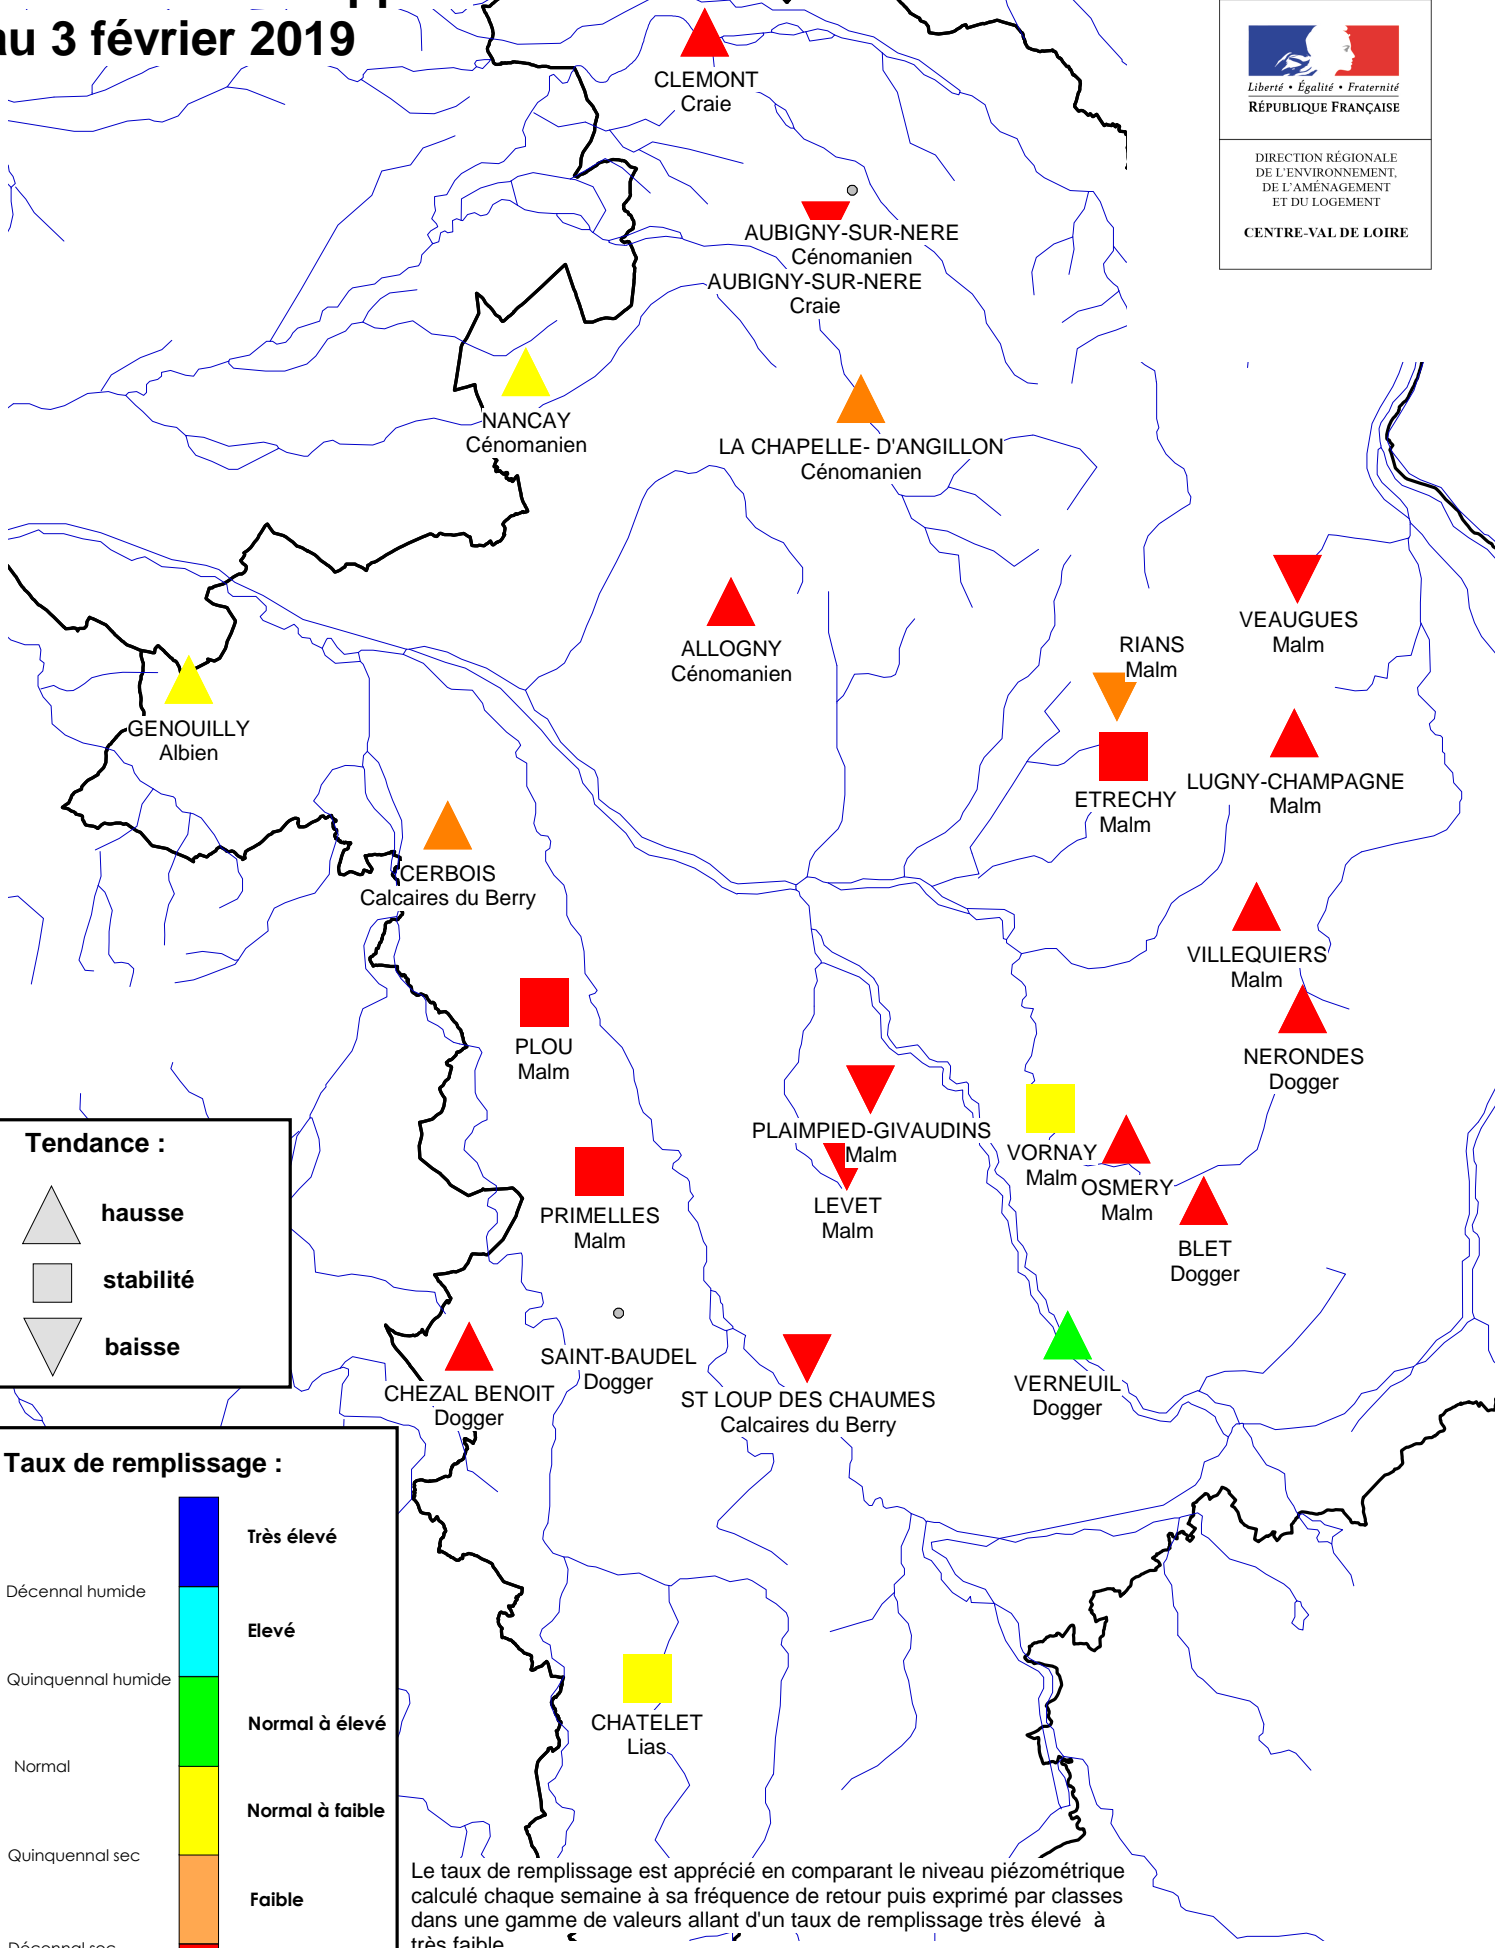 au 3 février 2019
Liberté • Égalité • Fraternité
RÉPUBLIQUE FRANÇAISE
DIRECTION RÉGIONALE
DE L'ENVIRONNEMENT,
DE L'AMÉNAGEMENT
ET DU LOGEMENT
CENTRE-VAL DE LOIRE
CLEMONT
Craie
AUBIGNY-SUR-NERE
Cénomanien
AUBIGNY-SUR-NERE
Craie
NANCAY
Cénomanien
LA CHAPELLE- D'ANGILLON
Cénomanien
VEAUGUES
Malm
ALLOGNY
Cénomanien
RIANS
Malm
GENOUILLY
Albien
LUGNY-CHAMPAGNE
Malm
ETRECHY
Malm
CERBOIS
Calcaires du Berry
VILLEQUIERS
Malm
PLOU
Malm
NERONDES
Dogger
PLAIMPIED-GIVAUDINS
Malm
VORNAY
Malm
OSMERY
Malm
LEVET
Malm
PRIMELLES
Malm
BLET
Dogger
SAINT-BAUDEL
Dogger
CHEZAL BENOIT
Dogger
ST LOUP DES CHAUMES
Calcaires du Berry
VERNEUIL
Dogger
CHATELET
Lias
Tendance :
hausse
stabilité
baisse
Taux de remplissage :
Très élevé
Décennal humide
Elevé
Quinquennal humide
Normal à élevé
Normal
Normal à faible
Quinquennal sec
Faible
Décennal sec
Le taux de remplissage est apprécié en comparant le niveau piézométrique
calculé chaque semaine à sa fréquence de retour puis exprimé par classes
dans une gamme de valeurs allant d'un taux de remplissage très élevé à
très faible